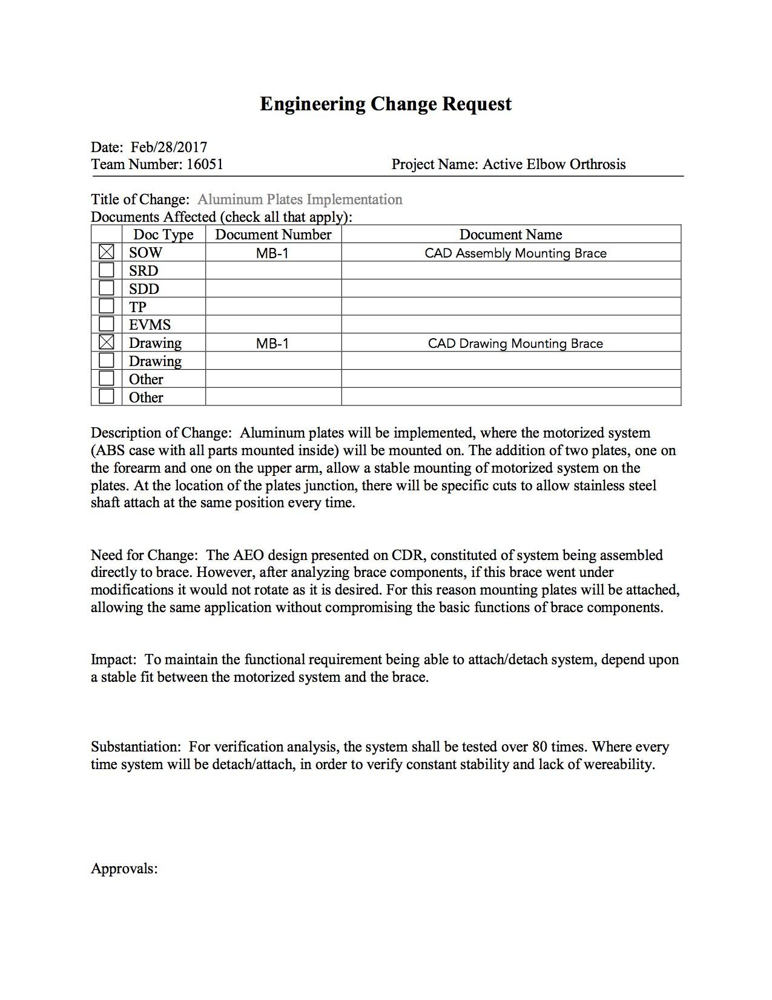 Engineering Change Request
Date:  Feb/28/2017
Team Number: 16051 Project Name: Active Elbow Orthrosis
Title of Change:  Aluminum Plates Implementation
Documents Affected (check all that apply):
Doc Type Document Number Document Name
SOW MB-1 CAD Assembly Mounting Brace
SRD
SDD
TP
EVMS
Drawing MB-1 CAD Drawing Mounting Brace
Drawing
Other
Other
Description of Change:  Aluminum plates will be implemented, where the motorized system
(ABS case with all parts mounted inside) will be mounted on. The addition of two plates, one on
the forearm and one on the upper arm, allow a stable mounting of motorized system on the
plates. At the location of the plates junction, there will be specific cuts to allow stainless steel
shaft attach at the same position every time.
Need for Change:  The AEO design presented on CDR, constituted of system being assembled
directly to brace. However, after analyzing brace components, if this brace went under
modifications it would not rotate as it is desired. For this reason mounting plates will be attached,
allowing the same application without compromising the basic functions of brace components.
Impact:  To maintain the functional requirement being able to attach/detach system, depend upon
a stable fit between the motorized system and the brace.
Substantiation:  For verification analysis, the system shall be tested over 80 times. Where every
time system will be detach/attach, in order to verify constant stability and lack of wereability.
Approvals: